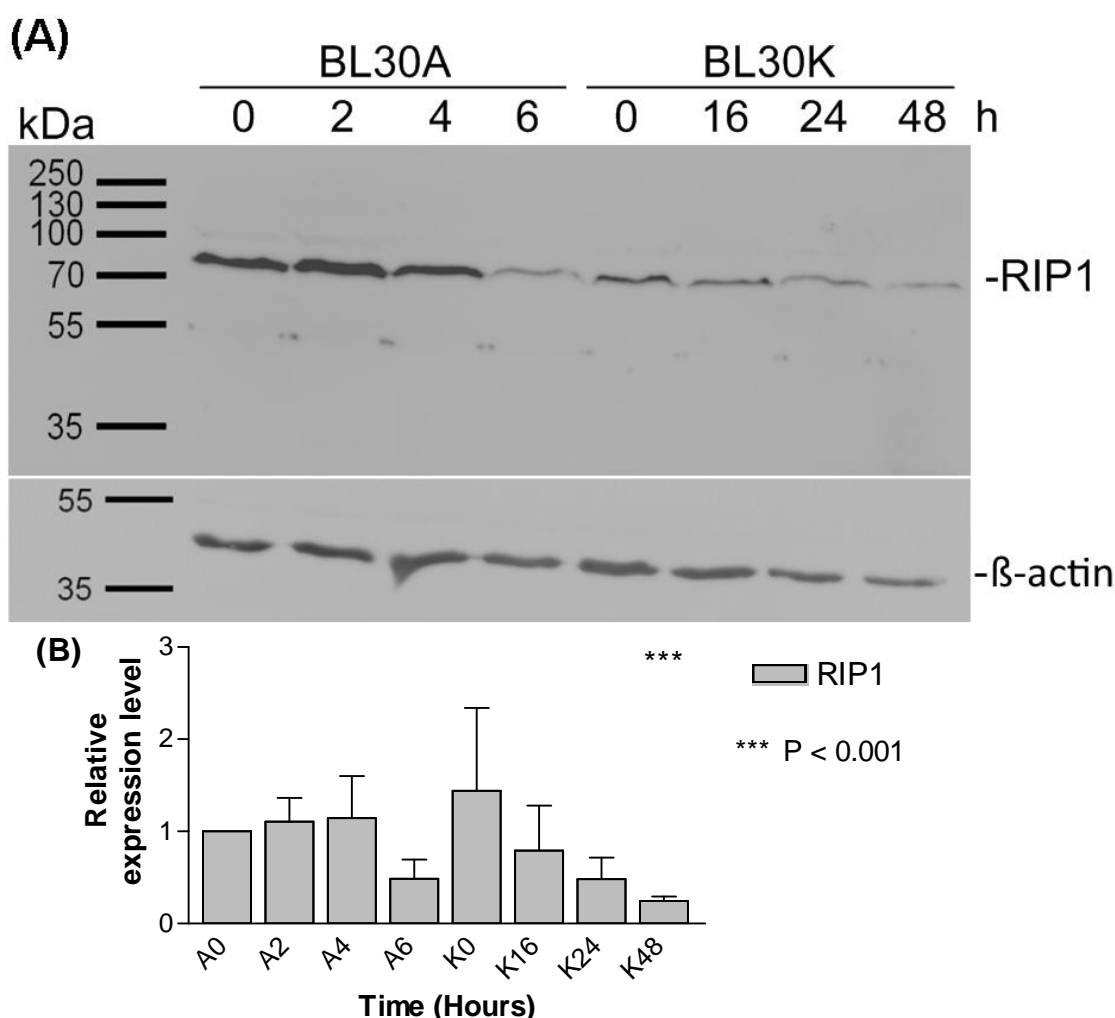 (A)
BL30A BL30K
kDa 0 2 4 6 0 16 24 48 h
250
130
100
70 -RIP1
55
35
55
35 -ß-actin
(B)
Relative
expression level
3
2
1
0
***
RIP1
*** P < 0.001
A0 A2 A4 A6 K0 K16 K24 K48
Time (Hours)